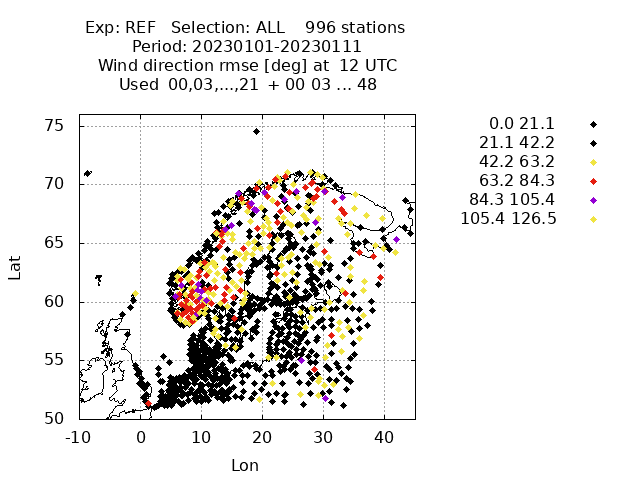 Exp: REF Selection: ALL 996 stations
Period: 20230101-20230111
Wind direction rmse [deg] at 12 UTC
Used 00,03,...,21 + 00 03 ... 48
75
70
65
60
55
50
Lat
-10 0 10 20 30 40
Lon
0.0 21.1
21.1 42.2
42.2 63.2
63.2 84.3
84.3 105.4
105.4 126.5